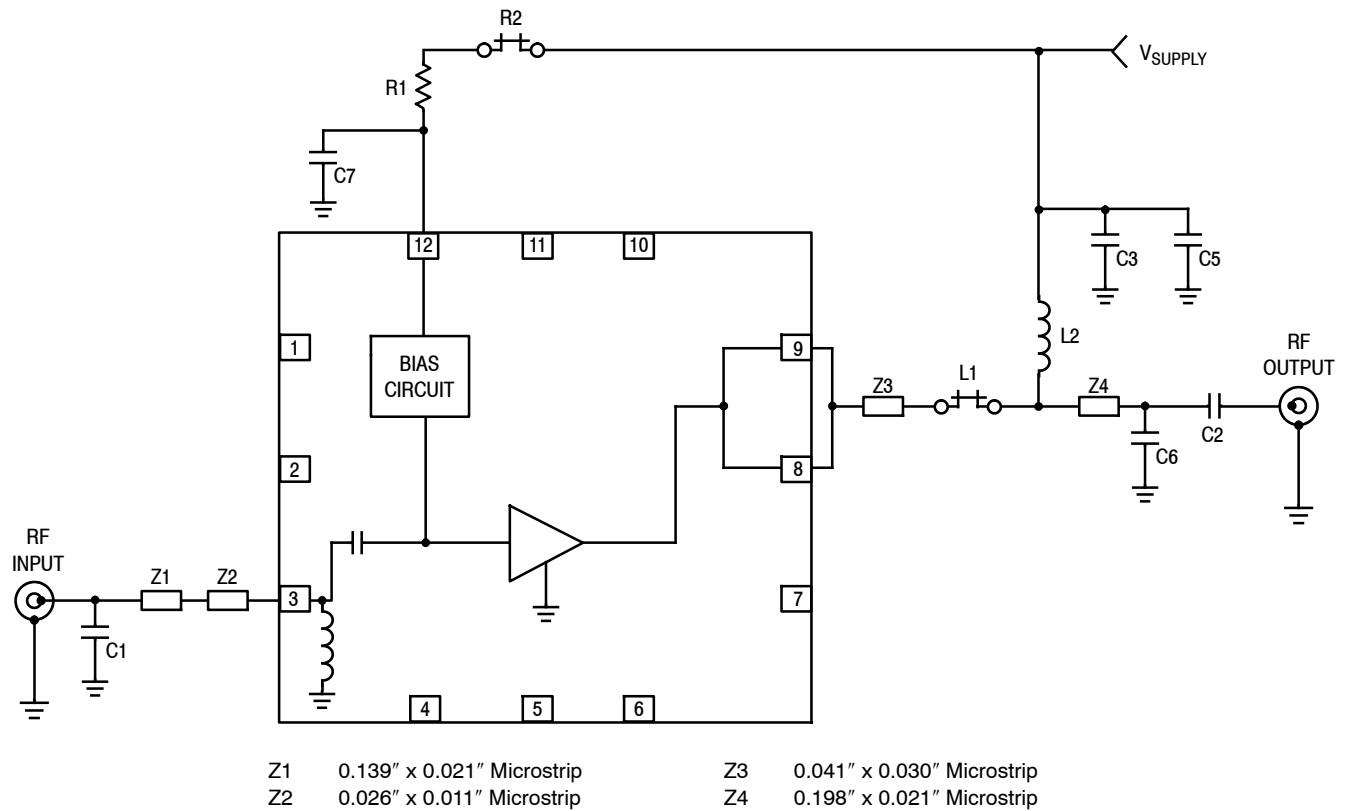 R2
V_SUPPLY
R1
C7
12 11 10
C3 C5
1
BIAS
CIRCUIT
9
L2
RF
OUTPUT
Z3 L1 Z4
C2
2
8
C6
RF
INPUT
Z1 Z2
3
7
C1
4 5 6
Z1 0.139″ x 0.021″ Microstrip Z3 0.041″ x 0.030″ Microstrip
Z2 0.026″ x 0.011″ Microstrip Z4 0.198″ x 0.021″ Microstrip